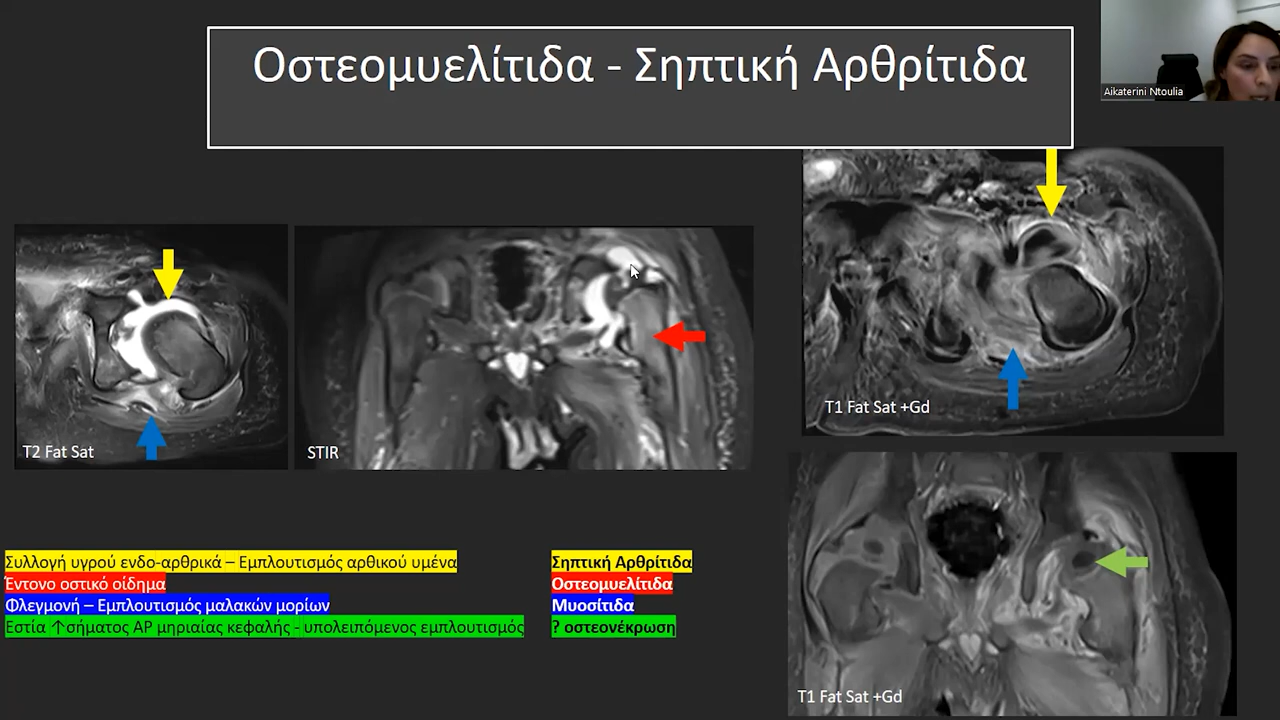 Οστεομυελίτιδα - Σηπτική Αρθρίτιδα
Aikaterini Ntoulia
T2 Fat Sat
STIR
T1 Fat Sat +Gd
T1 Fat Sat +Gd
Συλλογή υγρού ενδο-αρθρικά – Εμπλουτισμός αρθικού υμένα Σηπτική Αρθρίτιδα
Έντονο οστικό οίδημα Οστεομυελίτιδα
Φλεγμονή – Εμπλουτισμός μαλακών μορίων Μυοσίτιδα
Εστία ↑σήματος ΑΡ μηριαίας κεφαλής - υπολειπόμενος εμπλουτισμός ? οστεονέκρωση